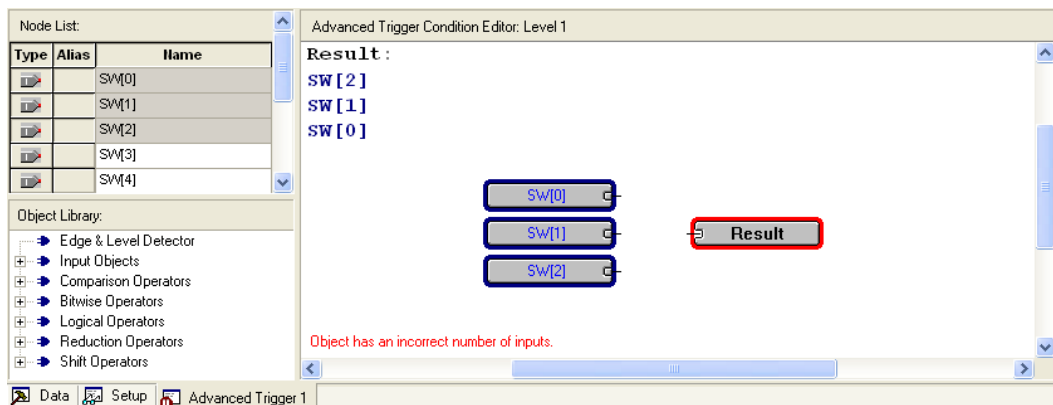 Node List:
Type Alias Name
SW[0]
SW[1]
SW[2]
SW[3]
SW[4]
Object Library:
Edge & Level Detector
Input Objects
Comparison Operators
Bitwise Operators
Logical Operators
Reduction Operators
Shift Operators
Advanced Trigger Condition Editor: Level 1
Result:
SW[2]
SW[1]
SW[0]
SW[0]
SW[1]
Result
SW[2]
Object has an incorrect number of inputs.
Data Setup Advanced Trigger 1